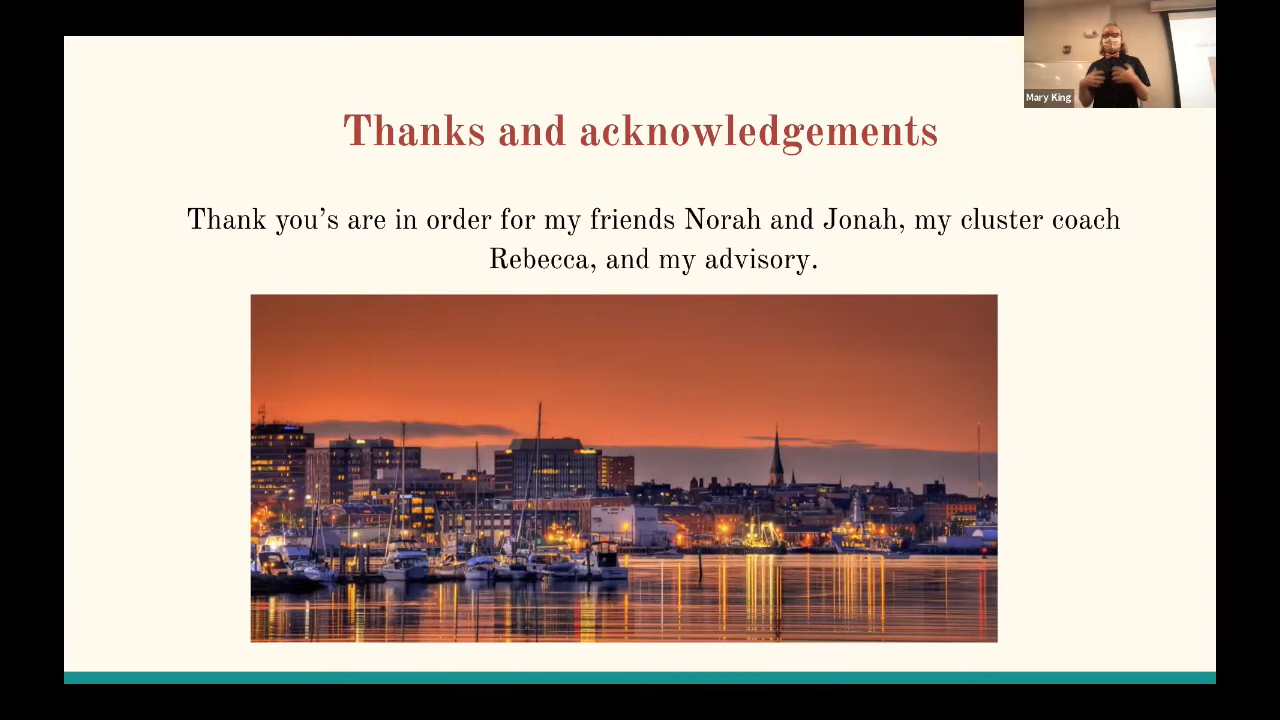 Mary King
Thanks and acknowledgements
Thank you’s are in order for my friends Norah and Jonah, my cluster coach
Rebecca, and my advisory.